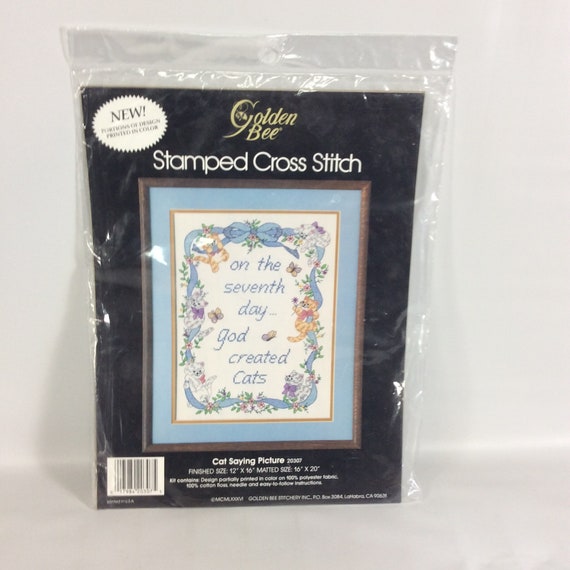 NEW!
PORTIONS OF DESIGN
PRINTED IN COLOR
Golden
Bee®
Stamped Cross Stitch
on the
seventh
day...
God
created
Cats
Cat Saying Picture 20307
FINISHED SIZE: 12" X 16" MATTED SIZE: 16" X 20"
Kit contains: Design partially printed in color on 100% polyester fabric,
100% cotton floss, needle and easy-to-follow instructions.
©MCMLXXXVI GOLDEN BEE STITCHERY INC., P.O. Box 3084, LaHabra, CA 90631